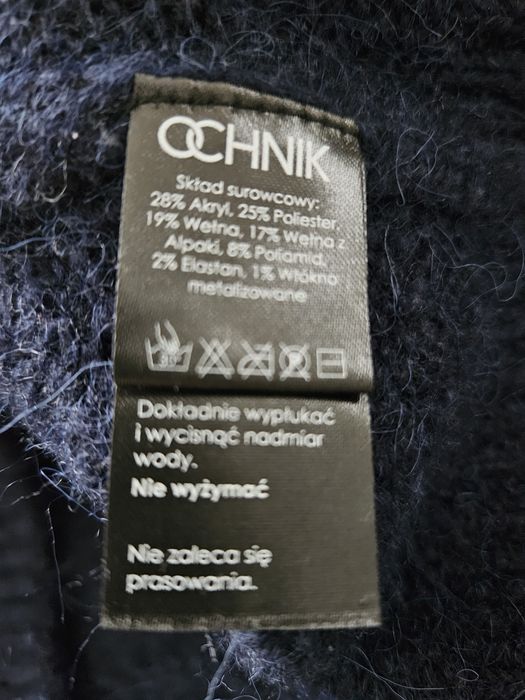 OCHNIK
Skład surowcowy:
28% Akryl, 25% Poliester,
19% Wełna, 17% Wełna z
Alpaki, 8% Poliamid,
2% Elastan, 1% Włókno
metalizowane
Dokładnie wypłukać
i wycisnąć nadmiar
wody.
Nie wyżymać
Nie zaleca się
prasowania.